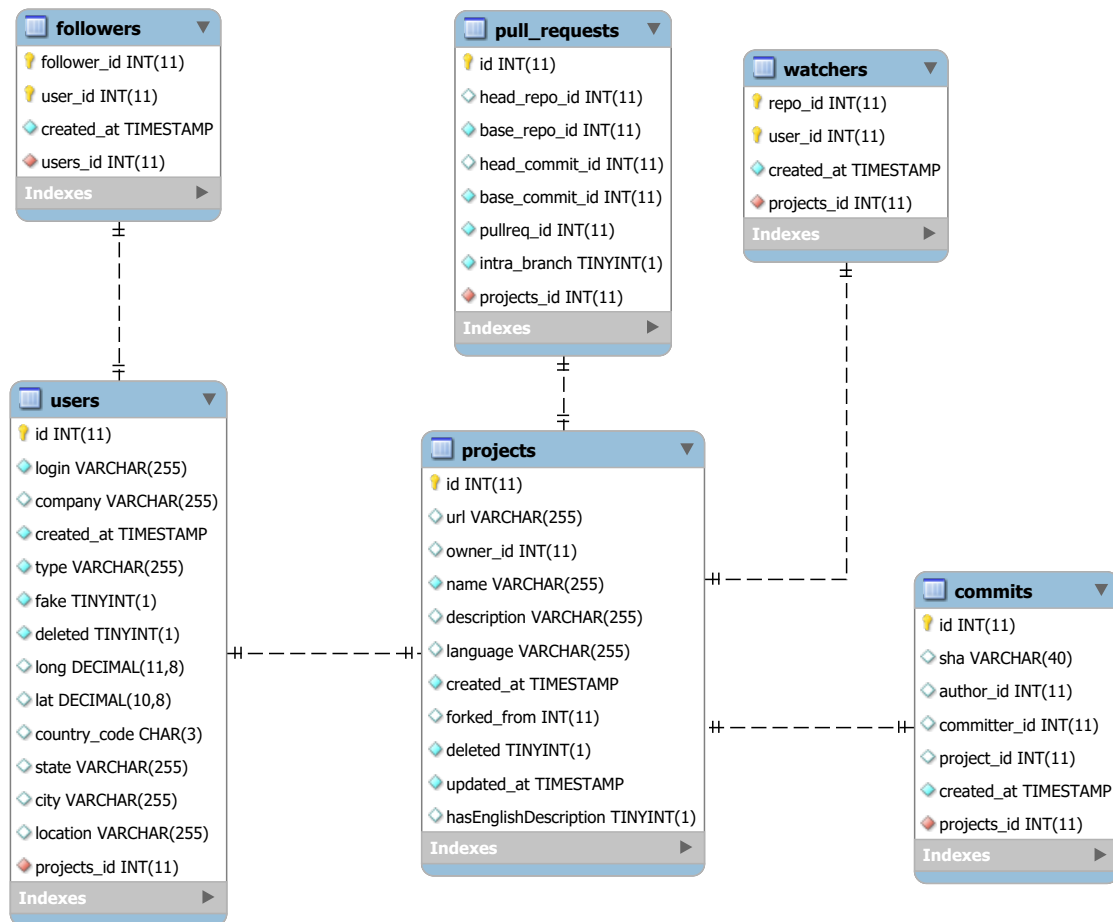 followers
follower_id INT(11)
user_id INT(11)
created_at TIMESTAMP
users_id INT(11)
Indexes
pull_requests
id INT(11)
head_repo_id INT(11)
base_repo_id INT(11)
head_commit_id INT(11)
base_commit_id INT(11)
pullreq_id INT(11)
intra_branch TINYINT(1)
projects_id INT(11)
Indexes
watchers
repo_id INT(11)
user_id INT(11)
created_at TIMESTAMP
projects_id INT(11)
Indexes
users
id INT(11)
login VARCHAR(255)
company VARCHAR(255)
created_at TIMESTAMP
type VARCHAR(255)
fake TINYINT(1)
deleted TINYINT(1)
long DECIMAL(11,8)
lat DECIMAL(10,8)
country_code CHAR(3)
state VARCHAR(255)
city VARCHAR(255)
location VARCHAR(255)
projects_id INT(11)
Indexes
projects
id INT(11)
url VARCHAR(255)
owner_id INT(11)
name VARCHAR(255)
description VARCHAR(255)
language VARCHAR(255)
created_at TIMESTAMP
forked_from INT(11)
deleted TINYINT(1)
updated_at TIMESTAMP
hasEnglishDescription TINYINT(1)
Indexes
commits
id INT(11)
sha VARCHAR(40)
author_id INT(11)
committer_id INT(11)
project_id INT(11)
created_at TIMESTAMP
projects_id INT(11)
Indexes